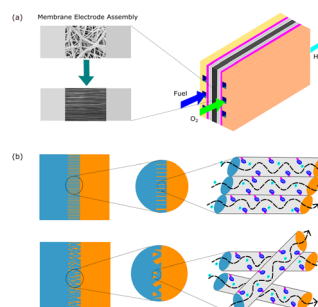 (a)
Membrane Electrode Assembly
H
Fuel
O₂
(b)